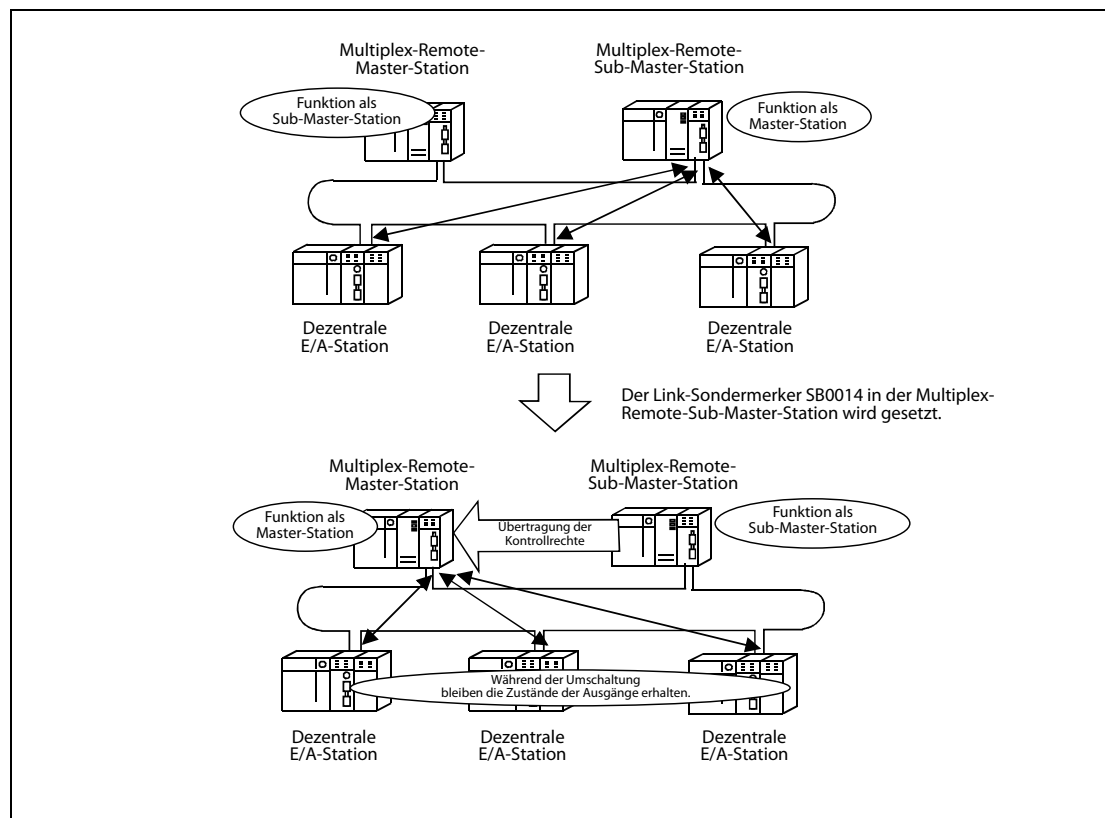 Multiplex-Remote-
Master-Station
Multiplex-Remote-
Sub-Master-Station
Funktion als
Sub-Master-Station
Funktion als
Master-Station
Dezentrale
E/A-Station
Dezentrale
E/A-Station
Dezentrale
E/A-Station
Der Link-Sondermerker SB0014 in der Multiplex-
Remote-Sub-Master-Station wird gesetzt.
Multiplex-Remote-
Master-Station
Multiplex-Remote-
Sub-Master-Station
Funktion als
Master-Station
Übertragung der
Kontrollrechte
Funktion als
Sub-Master-Station
Während der Umschaltung
bleiben die Zustände der Ausgänge erhalten.
Dezentrale
E/A-Station
Dezentrale
E/A-Station
Dezentrale
E/A-Station